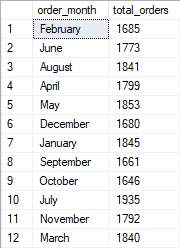 order_month total_orders
1 February 1685
2 June 1773
3 August 1841
4 April 1799
5 May 1853
6 December 1680
7 January 1845
8 September 1661
9 October 1646
10 July 1935
11 November 1792
12 March 1840